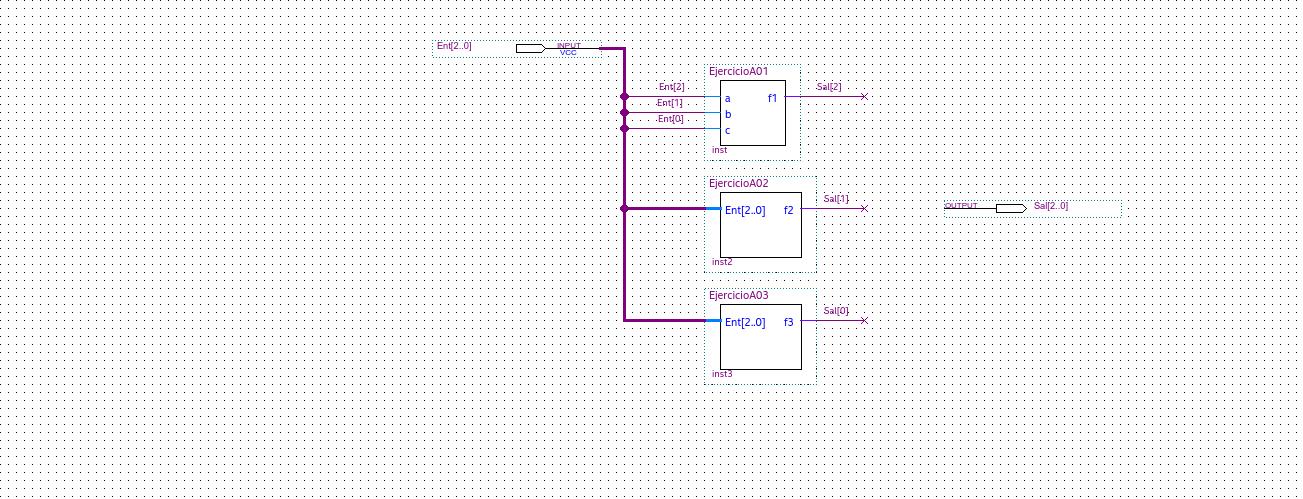 Ent[2..0] INPUT
VCC
EjercicioA01
Ent[2] Sal[2]
a f1
Ent[1]
b
Ent[0]
c
inst
EjercicioA02
Sal[1]
Ent[2..0] f2
OUTPUT Sal[2..0]
inst2
EjercicioA03
Sal[0]
Ent[2..0] f3
inst3